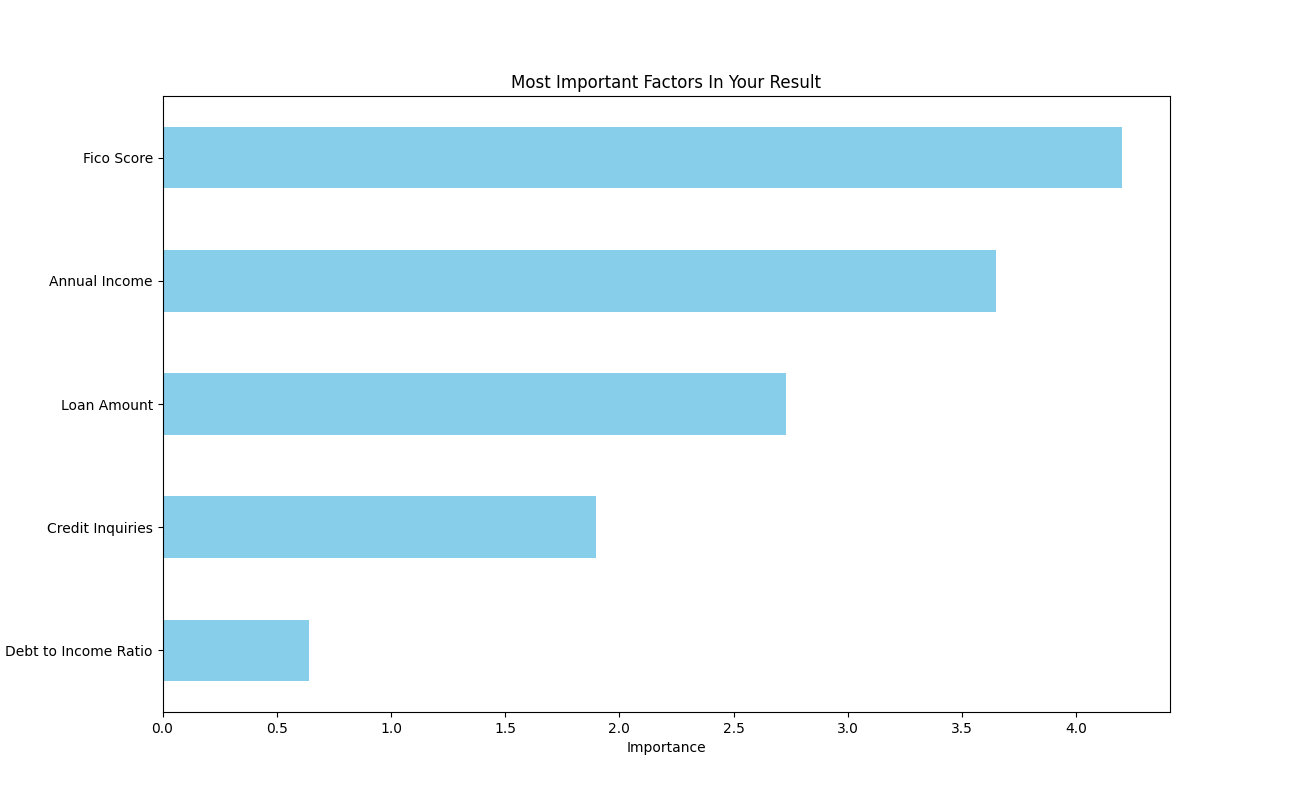 Most Important Factors In Your Result
Fico Score
Annual Income
Loan Amount
Credit Inquiries
Debt to Income Ratio
0.0 0.5 1.0 1.5 2.0 2.5 3.0 3.5 4.0
Importance